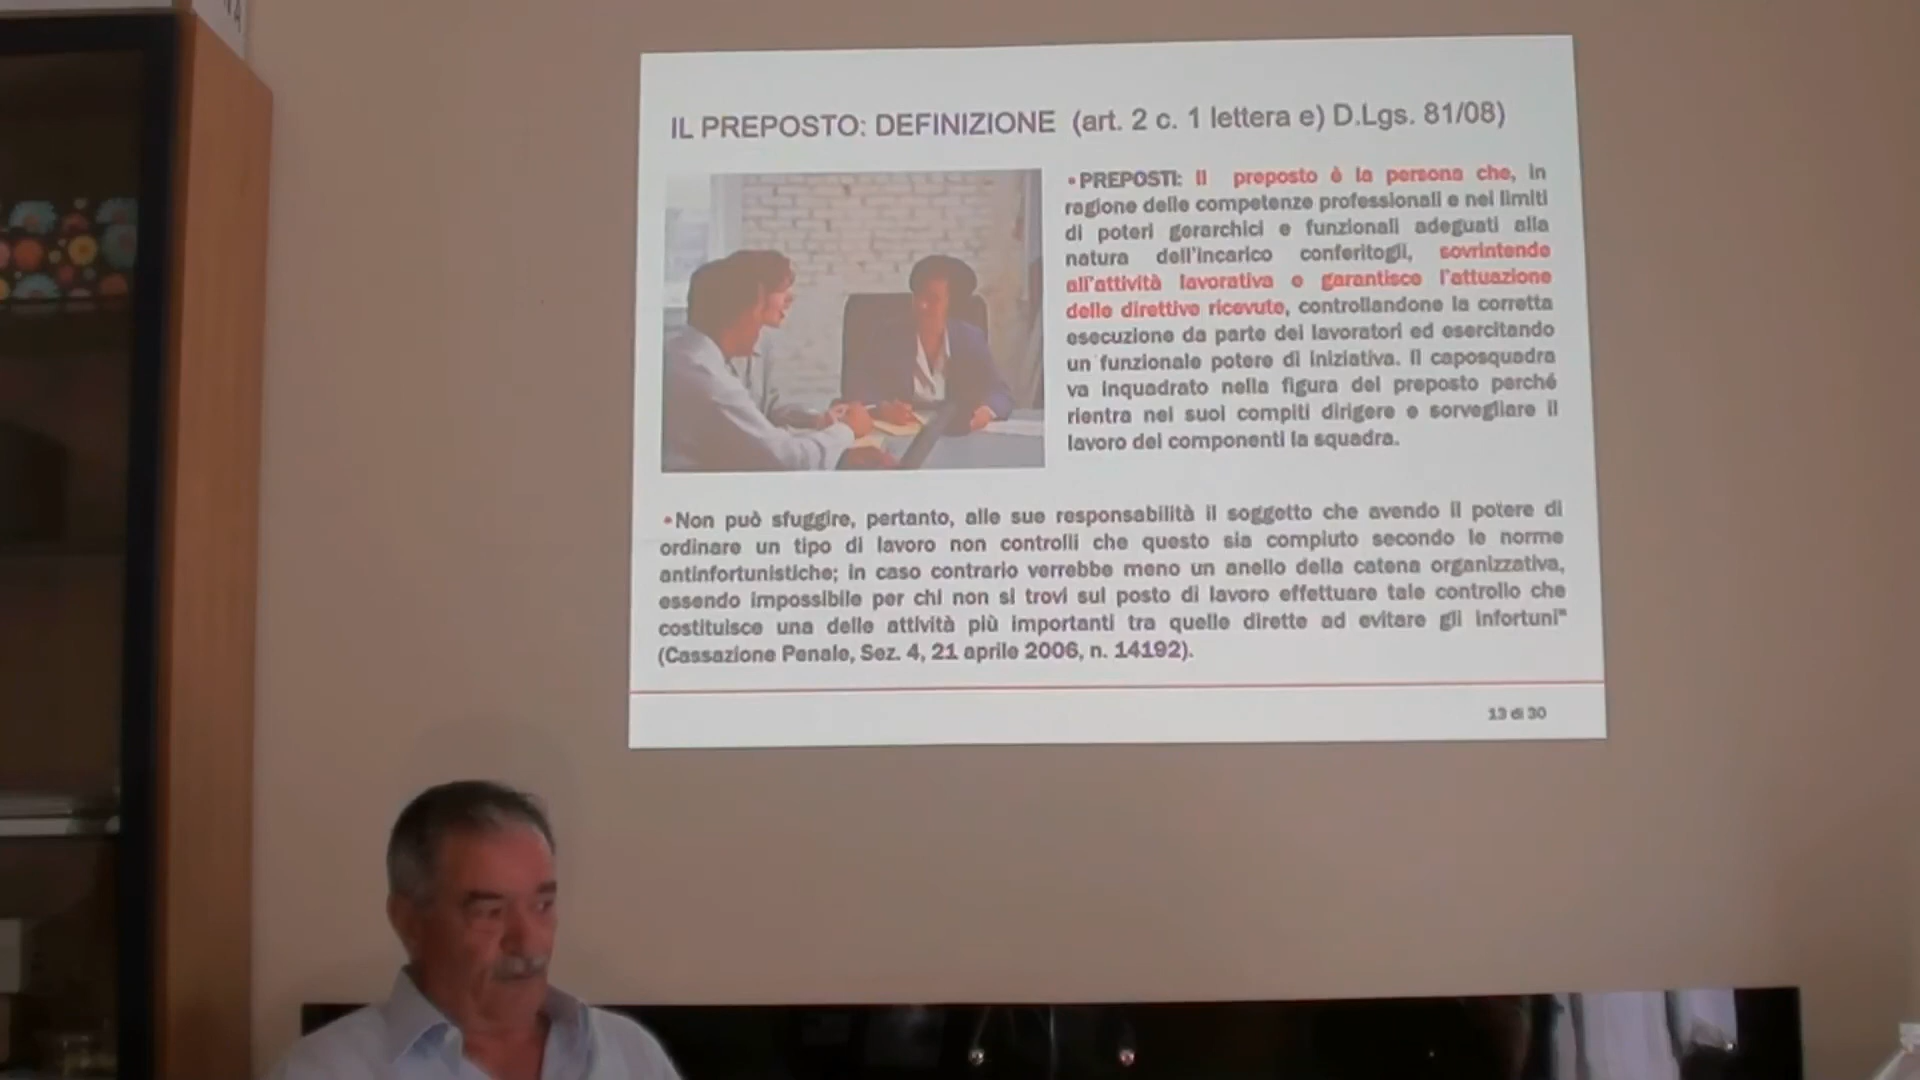 IL PREPOSTO: DEFINIZIONE (art. 2 c. 1 lettera e) D.Lgs. 81/08)
•PREPOSTI: Il preposto è la persona che, in
ragione delle competenze professionali e nei limiti
di poteri gerarchici e funzionali adeguati alla
natura dell'incarico conferitogli, sovrintende
all'attività lavorativa e garantisce l'attuazione
delle direttive ricevute, controllandone la corretta
esecuzione da parte dei lavoratori ed esercitando
un funzionale potere di iniziativa. Il caposquadra
va inquadrato nella figura del preposto perché
rientra nei suoi compiti dirigere e sorvegliare il
lavoro dei componenti la squadra.
•Non può sfuggire, pertanto, alle sue responsabilità il soggetto che avendo il potere di
ordinare un tipo di lavoro non controlli che questo sia compiuto secondo le norme
antinfortunistiche; in caso contrario verrebbe meno un anello della catena organizzativa,
essendo impossibile per chi non si trovi sul posto di lavoro effettuare tale controllo che
costituisce una delle attività più importanti tra quelle dirette ad evitare gli infortuni"
(Cassazione Penale, Sez. 4, 21 aprile 2006, n. 14192).
13 di 30